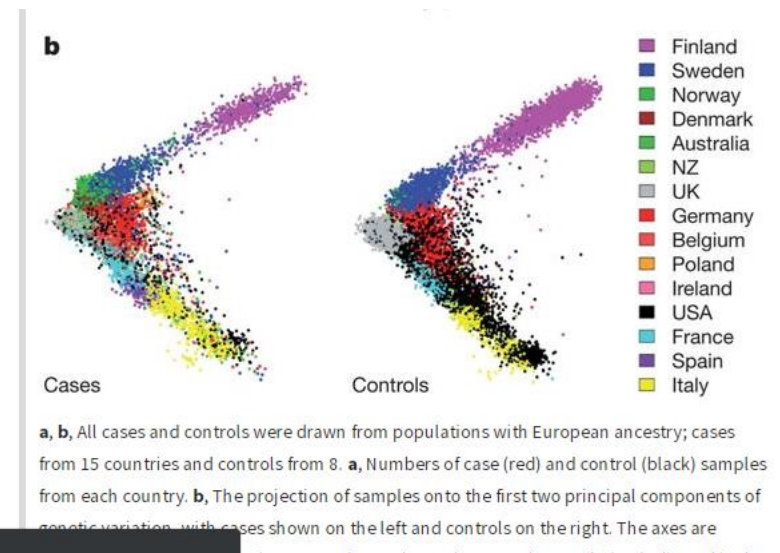 b
Finland
Sweden
Norway
Denmark
Australia
NZ
UK
Germany
Belgium
Poland
Ireland
USA
France
Spain
Italy
Cases
Controls
a, b, All cases and controls were drawn from populations with European ancestry; cases
from 15 countries and controls from 8. a, Numbers of case (red) and control (black) samples
from each country. b, The projection of samples onto the first two principal components of
genetic variation, with cases shown on the left and controls on the right. The axes are